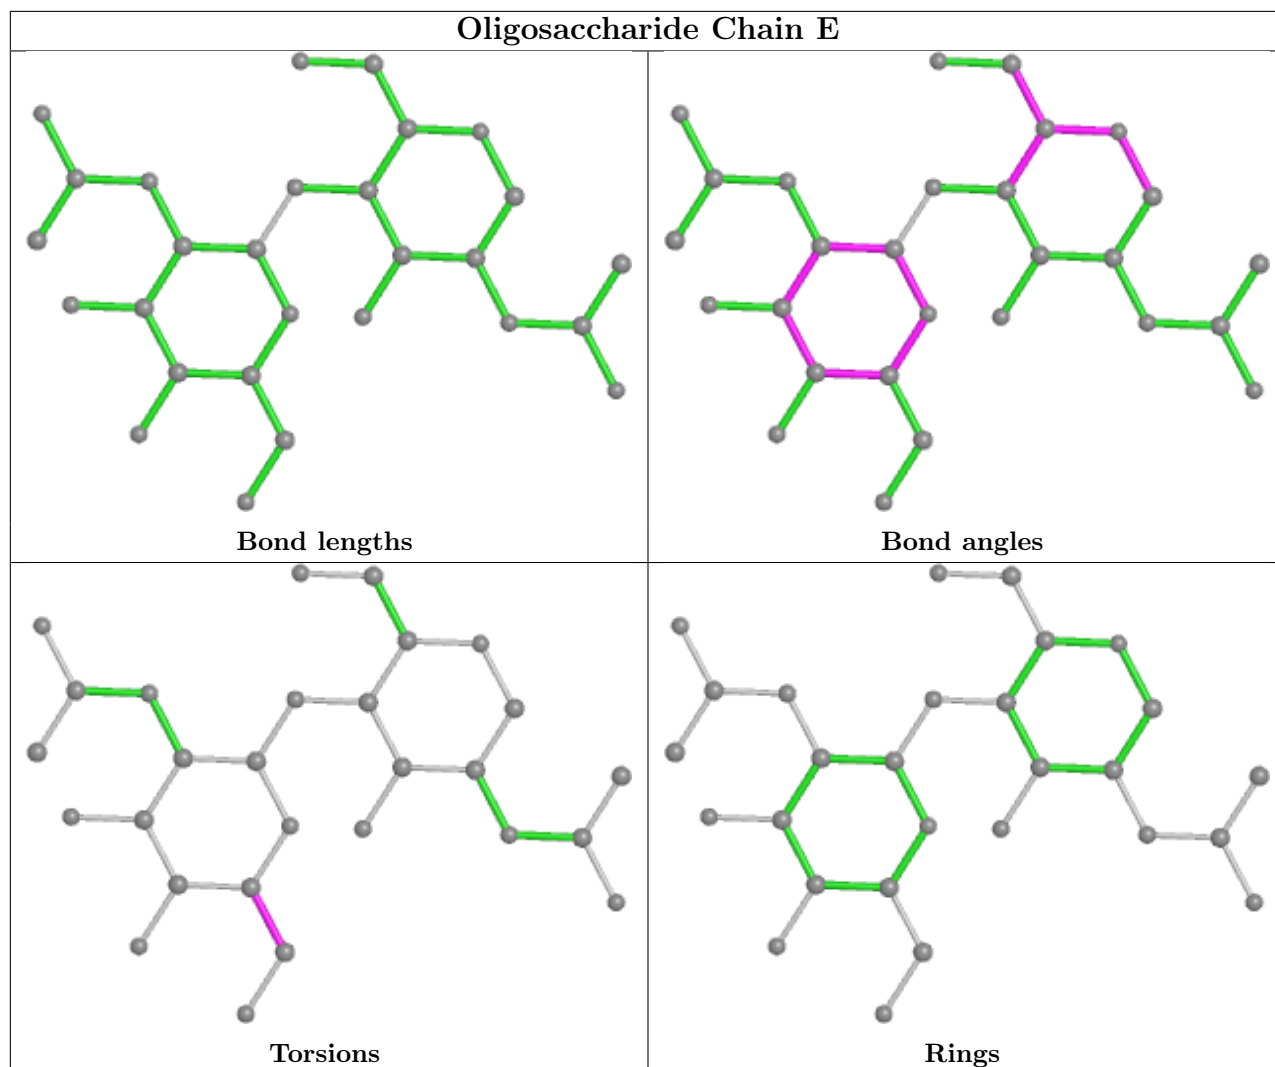 Oligosaccharide Chain E
Bond lengths
Bond angles
Torsions
Rings